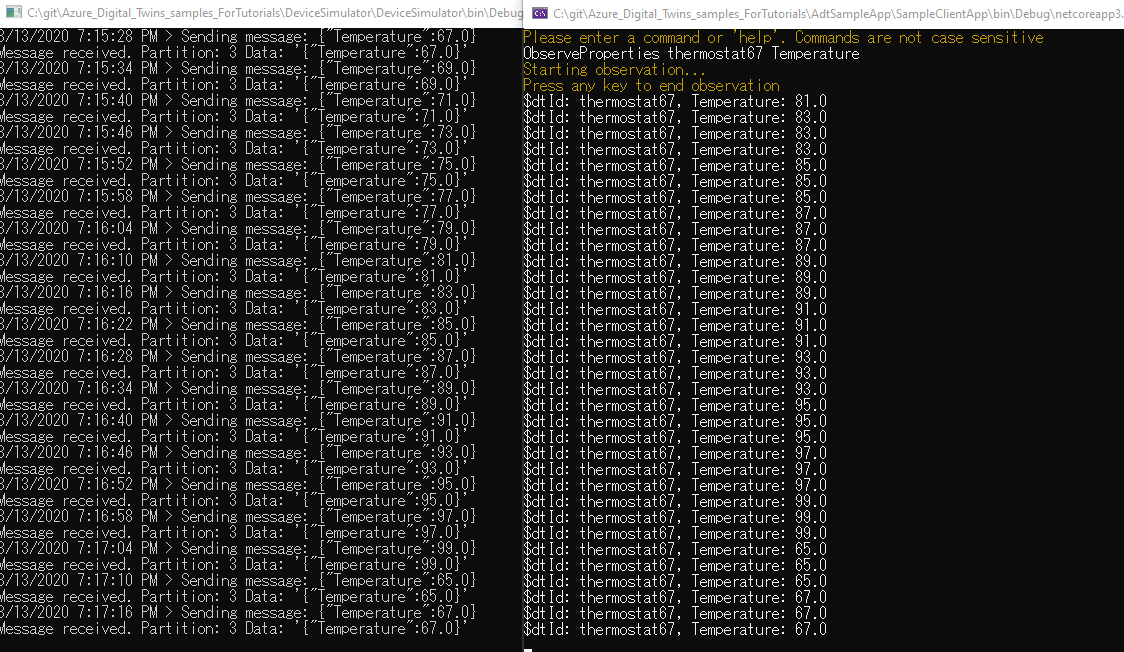 C:\git\Azure_Digital_Twins_samples_ForTutorials\DeviceSimulator\DeviceSimulator\bin\Debug
8/13/2020 7:15:28 PM > Sending message: {"Temperature":67.0}
Message received. Partition: 3 Data: '{"Temperature":67.0}'
8/13/2020 7:15:34 PM > Sending message: {"Temperature":69.0}
Message received. Partition: 3 Data: '{"Temperature":69.0}'
8/13/2020 7:15:40 PM > Sending message: {"Temperature":71.0}
Message received. Partition: 3 Data: '{"Temperature":71.0}'
8/13/2020 7:15:46 PM > Sending message: {"Temperature":73.0}
Message received. Partition: 3 Data: '{"Temperature":73.0}'
8/13/2020 7:15:52 PM > Sending message: {"Temperature":75.0}
Message received. Partition: 3 Data: '{"Temperature":75.0}'
8/13/2020 7:15:58 PM > Sending message: {"Temperature":77.0}
Message received. Partition: 3 Data: '{"Temperature":77.0}'
8/13/2020 7:16:04 PM > Sending message: {"Temperature":79.0}
Message received. Partition: 3 Data: '{"Temperature":79.0}'
8/13/2020 7:16:10 PM > Sending message: {"Temperature":81.0}
Message received. Partition: 3 Data: '{"Temperature":81.0}'
8/13/2020 7:16:16 PM > Sending message: {"Temperature":83.0}
Message received. Partition: 3 Data: '{"Temperature":83.0}'
8/13/2020 7:16:22 PM > Sending message: {"Temperature":85.0}
Message received. Partition: 3 Data: '{"Temperature":85.0}'
8/13/2020 7:16:28 PM > Sending message: {"Temperature":87.0}
Message received. Partition: 3 Data: '{"Temperature":87.0}'
8/13/2020 7:16:34 PM > Sending message: {"Temperature":89.0}
Message received. Partition: 3 Data: '{"Temperature":89.0}'
8/13/2020 7:16:40 PM > Sending message: {"Temperature":91.0}
Message received. Partition: 3 Data: '{"Temperature":91.0}'
8/13/2020 7:16:46 PM > Sending message: {"Temperature":93.0}
Message received. Partition: 3 Data: '{"Temperature":93.0}'
8/13/2020 7:16:52 PM > Sending message: {"Temperature":95.0}
Message received. Partition: 3 Data: '{"Temperature":95.0}'
8/13/2020 7:16:58 PM > Sending message: {"Temperature":97.0}
Message received. Partition: 3 Data: '{"Temperature":97.0}'
8/13/2020 7:17:04 PM > Sending message: {"Temperature":99.0}
Message received. Partition: 3 Data: '{"Temperature":99.0}'
8/13/2020 7:17:10 PM > Sending message: {"Temperature":65.0}
Message received. Partition: 3 Data: '{"Temperature":65.0}'
8/13/2020 7:17:16 PM > Sending message: {"Temperature":67.0}
Message received. Partition: 3 Data: '{"Temperature":67.0}'
C:\git\Azure_Digital_Twins_samples_ForTutorials\AdtSampleApp\SampleClientApp\bin\Debug\netcoreapp3.
Please enter a command or 'help'. Commands are not case sensitive
ObserveProperties thermostat67 Temperature
Starting observation...
Press any key to end observation
$dtId: thermostat67, Temperature: 81.0
$dtId: thermostat67, Temperature: 83.0
$dtId: thermostat67, Temperature: 83.0
$dtId: thermostat67, Temperature: 83.0
$dtId: thermostat67, Temperature: 85.0
$dtId: thermostat67, Temperature: 85.0
$dtId: thermostat67, Temperature: 85.0
$dtId: thermostat67, Temperature: 87.0
$dtId: thermostat67, Temperature: 87.0
$dtId: thermostat67, Temperature: 87.0
$dtId: thermostat67, Temperature: 89.0
$dtId: thermostat67, Temperature: 89.0
$dtId: thermostat67, Temperature: 89.0
$dtId: thermostat67, Temperature: 91.0
$dtId: thermostat67, Temperature: 91.0
$dtId: thermostat67, Temperature: 91.0
$dtId: thermostat67, Temperature: 93.0
$dtId: thermostat67, Temperature: 93.0
$dtId: thermostat67, Temperature: 93.0
$dtId: thermostat67, Temperature: 95.0
$dtId: thermostat67, Temperature: 95.0
$dtId: thermostat67, Temperature: 95.0
$dtId: thermostat67, Temperature: 97.0
$dtId: thermostat67, Temperature: 97.0
$dtId: thermostat67, Temperature: 97.0
$dtId: thermostat67, Temperature: 99.0
$dtId: thermostat67, Temperature: 99.0
$dtId: thermostat67, Temperature: 99.0
$dtId: thermostat67, Temperature: 65.0
$dtId: thermostat67, Temperature: 65.0
$dtId: thermostat67, Temperature: 65.0
$dtId: thermostat67, Temperature: 67.0
$dtId: thermostat67, Temperature: 67.0
$dtId: thermostat67, Temperature: 67.0